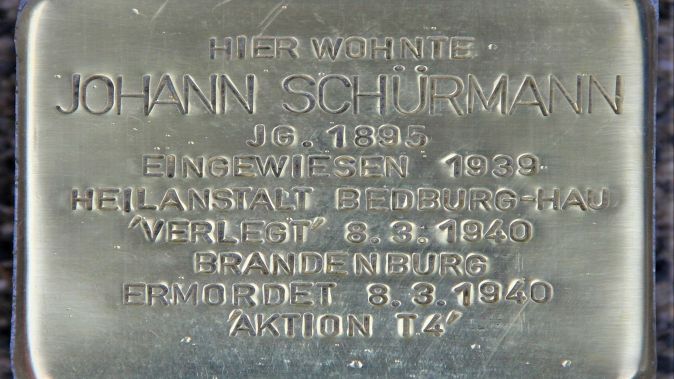 HIER WOHNTE
JOHANN SCHÜRMANN
JG. 1895
EINGEWIESEN 1939
HEILANSTALT BEDBURG-HAU
'VERLEGT' 8.3.1940
BRANDENBURG
ERMORDET 8.3.1940
'AKTION T4'